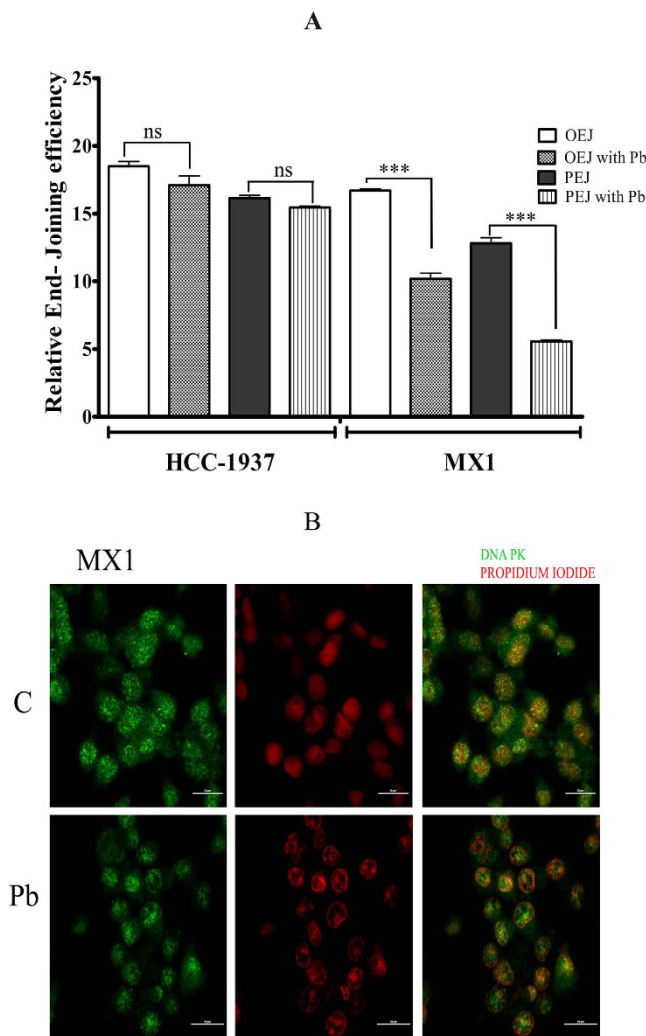 A
Relative End- Joining efficiency
25
20
15
10
5
0
ns
ns
***
***
OEJ
OEJ with Pb
PEJ
PEJ with Pb
HCC-1937
MX1
B
MX1
DNA PK
PROPIDIUM IODIDE
C
Pb